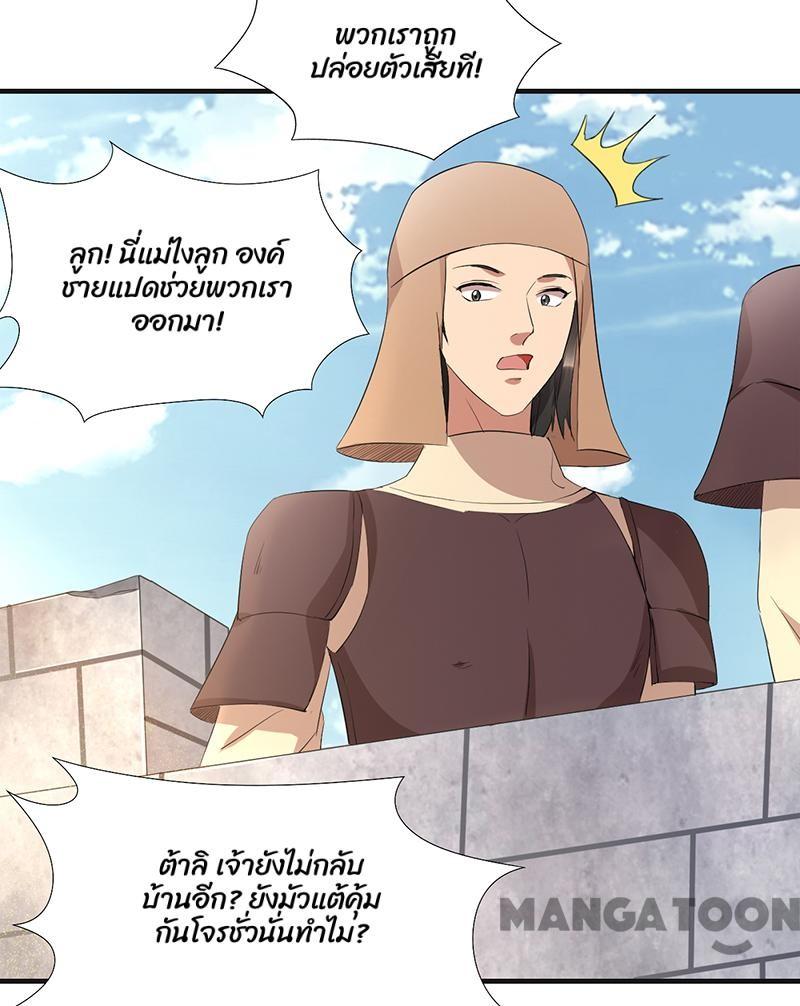 พวกเราถูก
ปล่อยตัวเสียที!
ลูก! นี่แม่ไงลูก องค์
ชายแปดช่วยพวกเรา
ออกมา!
ต้าลิ เจ้ายังไม่กลับ
บ้านอีก? ยังมัวแต่คุ้ม
กันโจรชั่วนั่นทำไม?
MANGATOON